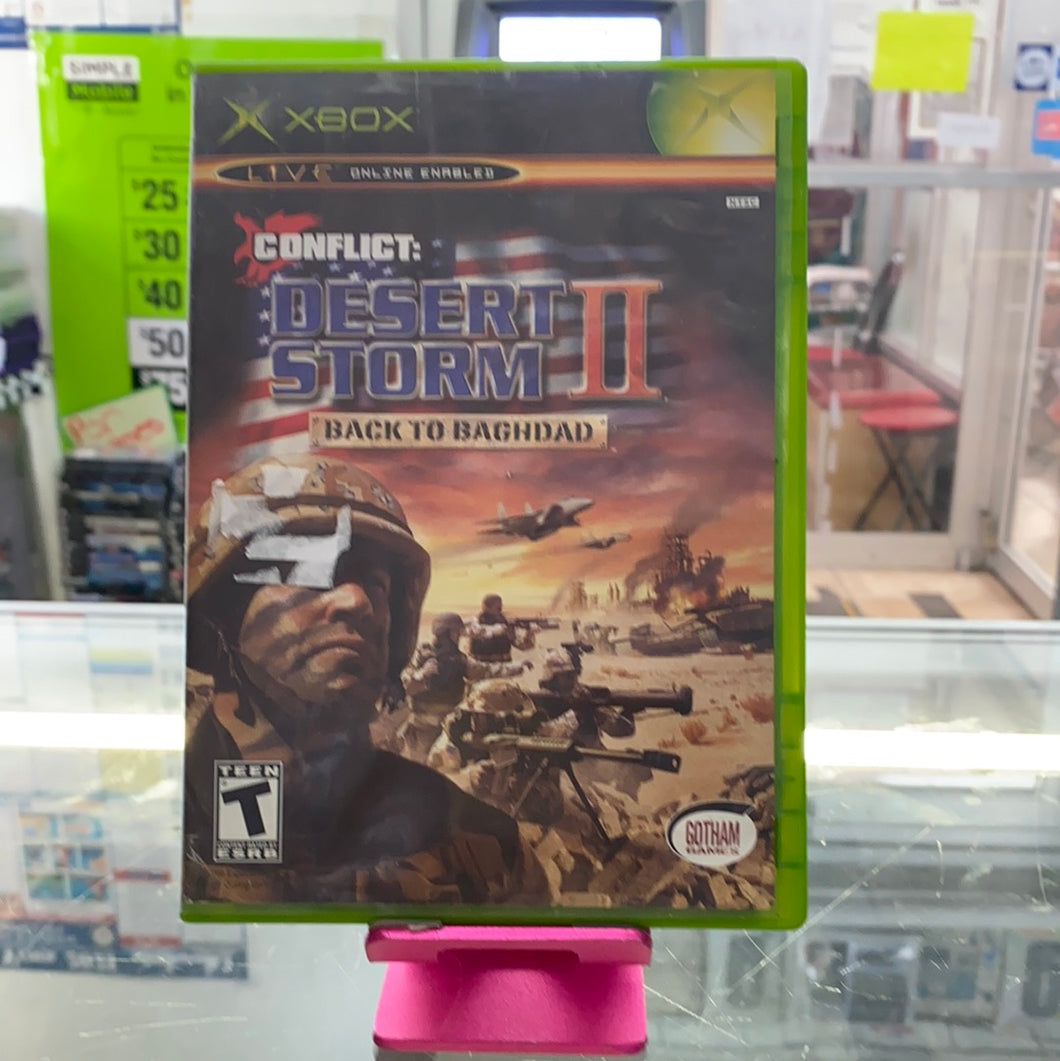 SIMPLE
Mobile
$25
$30
$40
$50
XBOX
LIVE ONLINE ENABLED
NTSC
CONFLICT:
DESERT
STORM II
BACK TO BAGHDAD
TEEN
T
ESRB
GOTHAM
GAMES